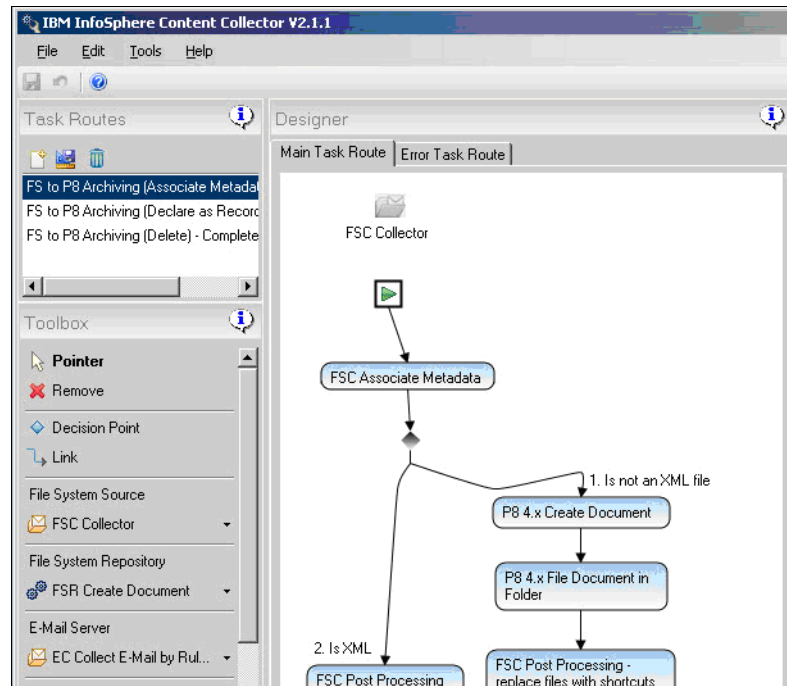 IBM InfoSphere Content Collector V2.1.1
File Edit Tools Help
Task Routes
FS to P8 Archiving (Associate Metadat
FS to P8 Archiving (Declare as Record
FS to P8 Archiving (Delete) - Complete
Toolbox
Pointer
Remove
Decision Point
Link
File System Source
FSC Collector
File System Repository
FSR Create Document
E-Mail Server
EC Collect E-Mail by Rul...
Designer
Main Task Route Error Task Route
FSC Collector
FSC Associate Metadata
1. Is not an XML file
P8 4.x Create Document
P8 4.x File Document in
Folder
2. Is XML
FSC Post Processing
FSC Post Processing -
replace files with shortcuts